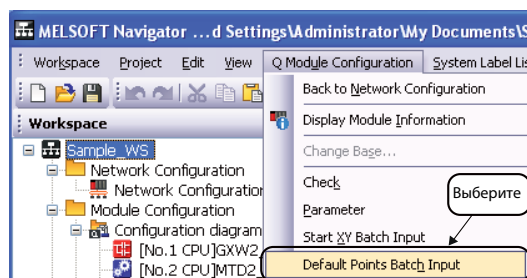 MELSOFT Navigator ...d Settings\Administrator\My Documents\
Workspace Project Edit View Q Module Configuration System Label
Back to Network Configuration
Workspace
Display Module Information
Sample_WS
Change Base...
Network Configuration
Check
Network Configuration
Выберите
Module Configuration
Parameter
Configuration diagram
Start XY Batch Input
[No.1 CPU]GXW2
[No.2 CPU]MTD2
Default Points Batch Input